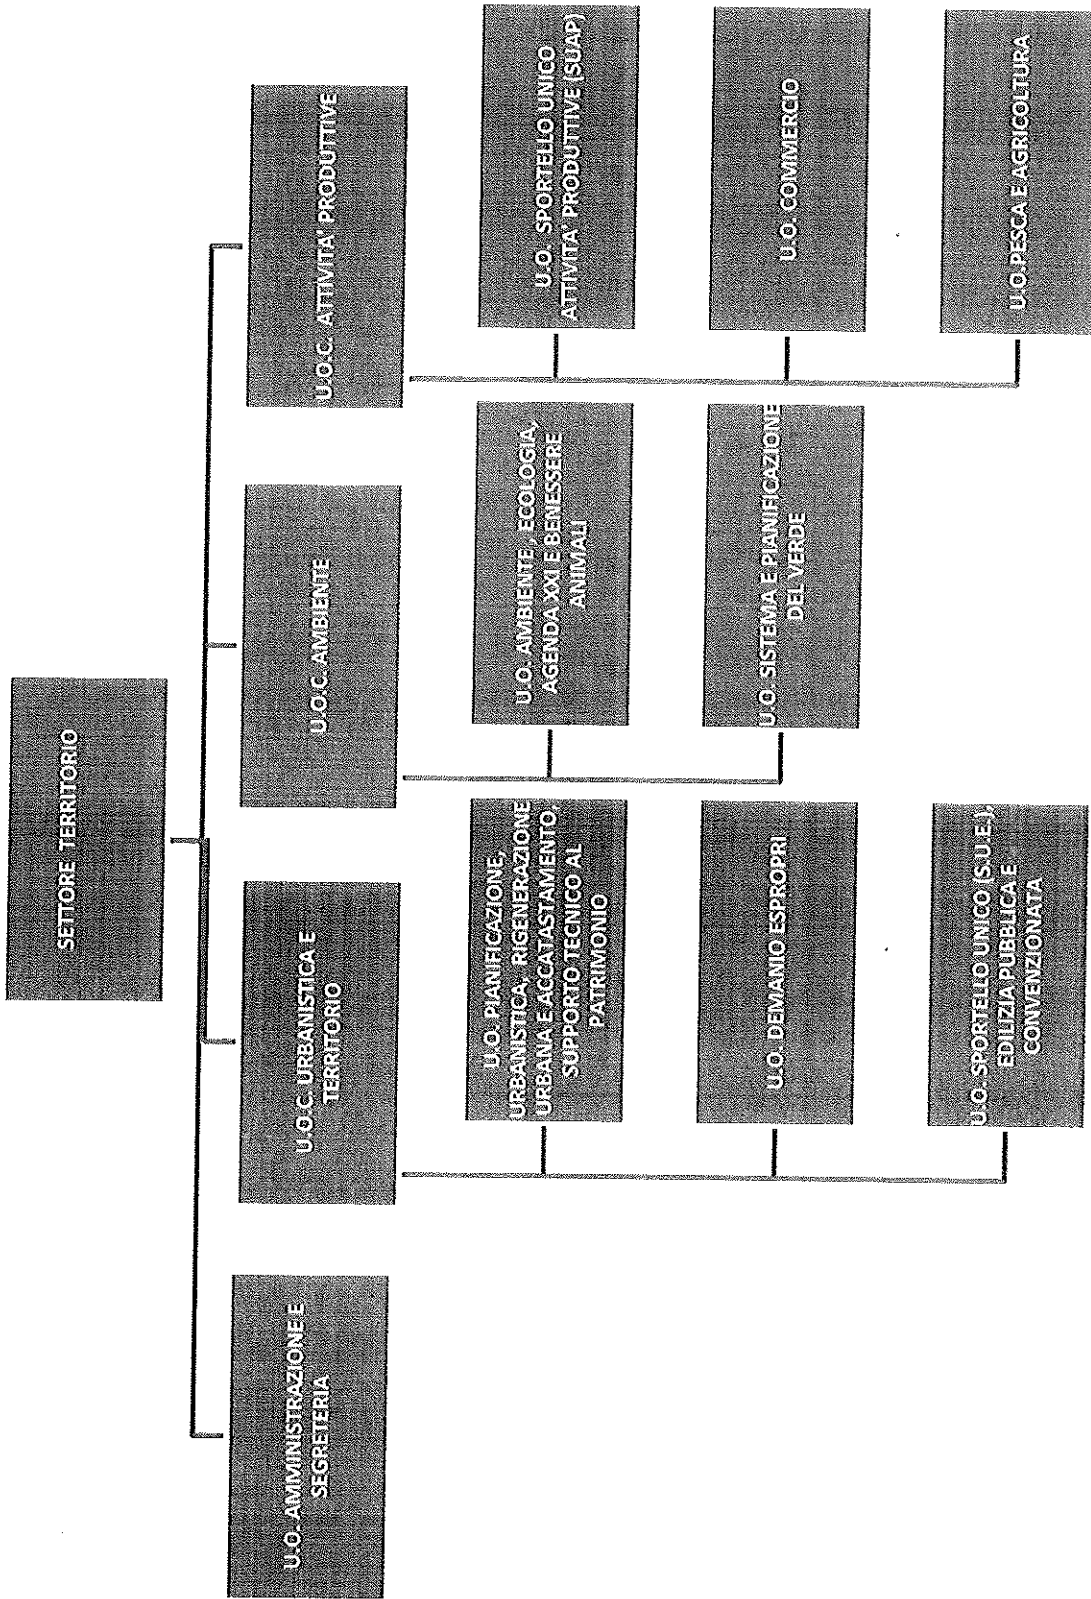 SETTORE TERRITORIO
U.O. AMMINISTRAZIONE E
SEGRETERIA
U.O.C. URBANISTICA E
TERRITORIO
U.O. PIANIFICAZIONE,
URBANISTICA, RIGENERAZIONE
URBANA E ACCATASTAMENTO,
SUPPORTO TECNICO AL
PATRIMONIO
U.O. DEMANIO ESPROPRI
U.O. SPORTELLO UNICO (S.U.E.),
EDILIZIA PUBBLICA E
CONVENZIONATA
U.O.C. AMBIENTE
U.O. AMBIENTE , ECOLOGIA,
AGENDA XXI E BENESSERE
ANIMALI
U.O. SISTEMA E PIANIFICAZIONE
DEL VERDE
U.O.C. ATTIVITA' PRODUTTIVE
U.O. SPORTELLO UNICO
ATTIVITA' PRODUTTIVE (SUAP)
U.O. COMMERCIO
U.O.PESCA E AGRICOLTURA